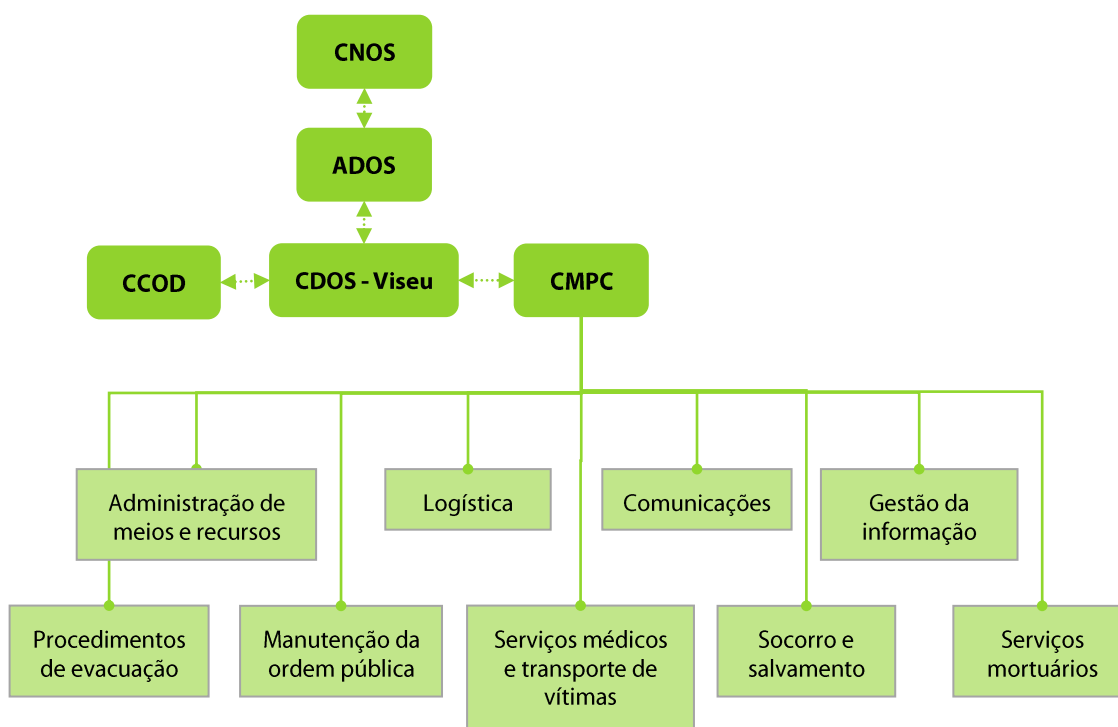 CNOS
ADOS
CCOD
CDOS - Viseu
CMPC
Administração de
meios e recursos
Logística
Comunicações
Gestão da
informação
Procedimentos
de evacuação
Manutenção da
ordem pública
Serviços médicos
e transporte de
vítimas
Socorro e
salvamento
Serviços
mortuários